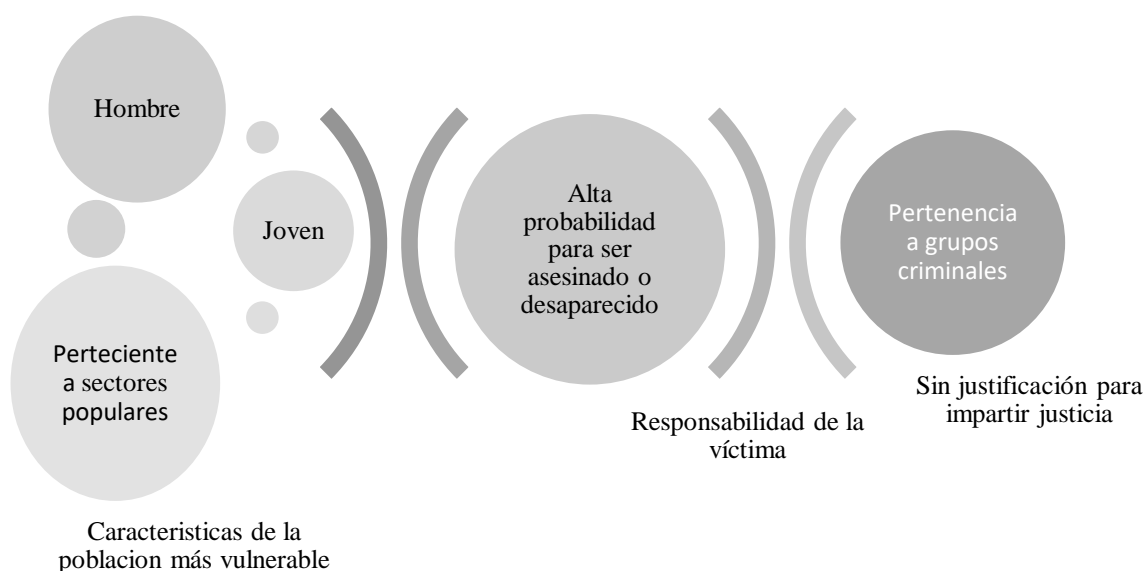 Hombre
Joven
Perteciente
a sectores
populares
Caracteristicas de la
poblacion más vulnerable
Alta
probabilidad
para ser
asesinado o
desaparecido
Responsabilidad de la
víctima
Pertenencia
a grupos
criminales
Sin justificación para
impartir justicia